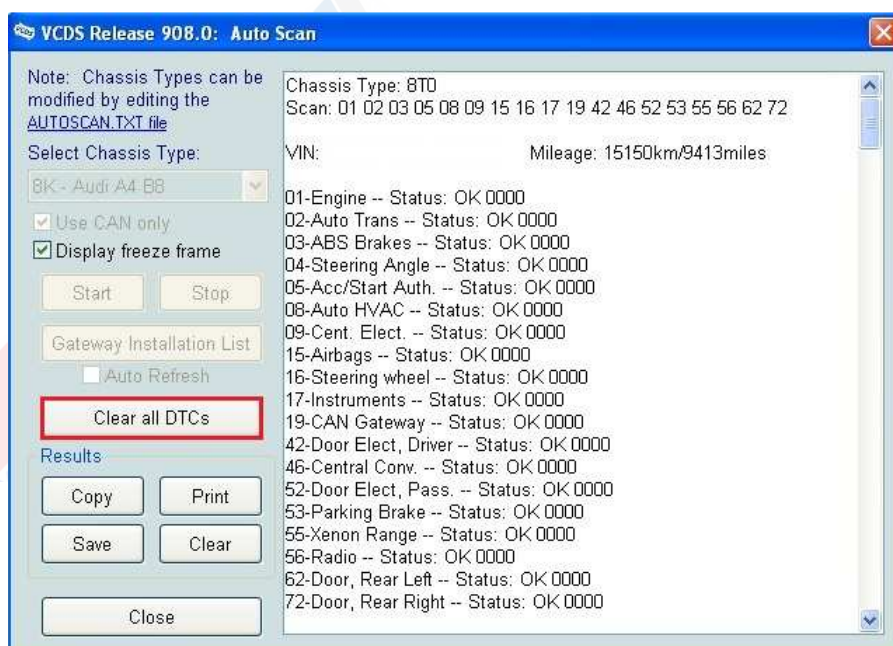 VCDS Release 908.0: Auto Scan
Note: Chassis Types can be
modified by editing the
AUTOSCAN.TXT file
Select Chassis Type:
8K - Audi A4 B8
Use CAN only
Display freeze frame
Start
Stop
Gateway Installation List
Auto Refresh
Clear all DTCs
Results
Copy
Print
Save
Clear
Close
Chassis Type: 8T0
Scan: 01 02 03 05 08 09 15 16 17 19 42 46 52 53 55 56 62 72
VIN: Mileage: 15150km/9413miles
01-Engine -- Status: OK 0000
02-Auto Trans -- Status: OK 0000
03-ABS Brakes -- Status: OK 0000
04-Steering Angle -- Status: OK 0000
05-Acc/Start Auth. -- Status: OK 0000
08-Auto HVAC -- Status: OK 0000
09-Cent. Elect. -- Status: OK 0000
15-Airbags -- Status: OK 0000
16-Steering wheel -- Status: OK 0000
17-Instruments -- Status: OK 0000
19-CAN Gateway -- Status: OK 0000
42-Door Elect, Driver -- Status: OK 0000
46-Central Conv. -- Status: OK 0000
52-Door Elect, Pass. -- Status: OK 0000
53-Parking Brake -- Status: OK 0000
55-Xenon Range -- Status: OK 0000
56-Radio -- Status: OK 0000
62-Door, Rear Left -- Status: OK 0000
72-Door, Rear Right -- Status: OK 0000